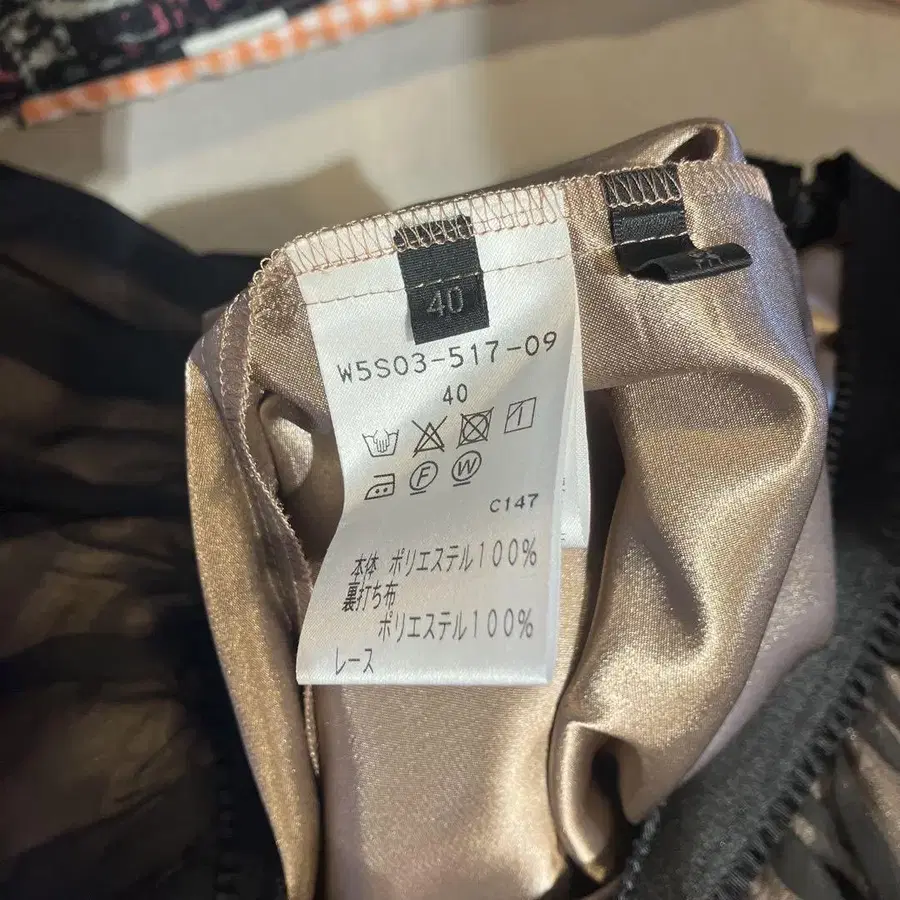 40
W5S03-517-09
40
F W
C147
本体 ポリエステル100%
裏打ち布
ポリエステル100%
レース